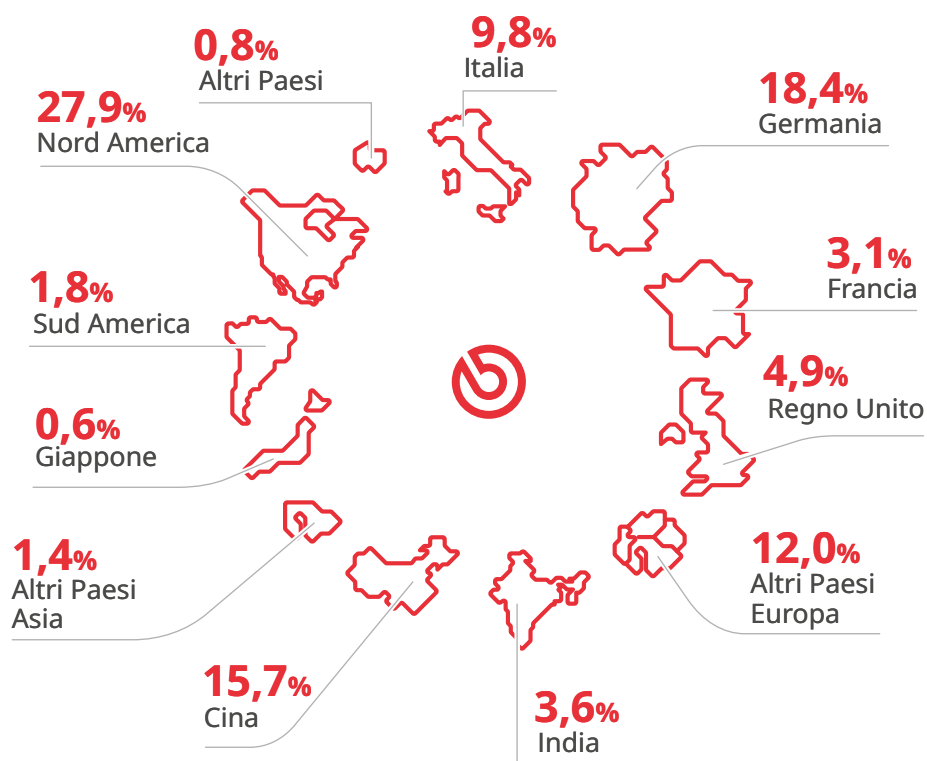 0,8%
Altri Paesi
9,8%
Italia
18,4%
Germania
27,9%
Nord America
3,1%
Francia
1,8%
Sud America
4,9%
Regno Unito
0,6%
Giappone
12,0%
Altri Paesi
Europa
1,4%
Altri Paesi
Asia
15,7%
Cina
3,6%
India